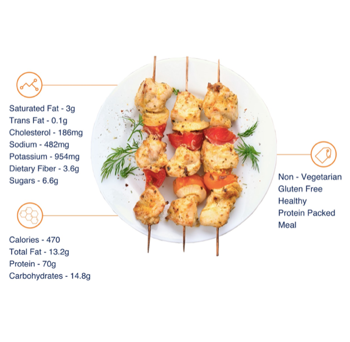 Saturated Fat - 3g
Trans Fat - 0.1g
Cholesterol - 186mg
Sodium - 482mg
Potassium - 954mg
Dietary Fiber - 3.6g
Sugars - 6.6g
Calories - 470
Total Fat - 13.2g
Protein - 70g
Carbohydrates - 14.8g
Non - Vegetarian
Gluten Free
Healthy
Protein Packed
Meal